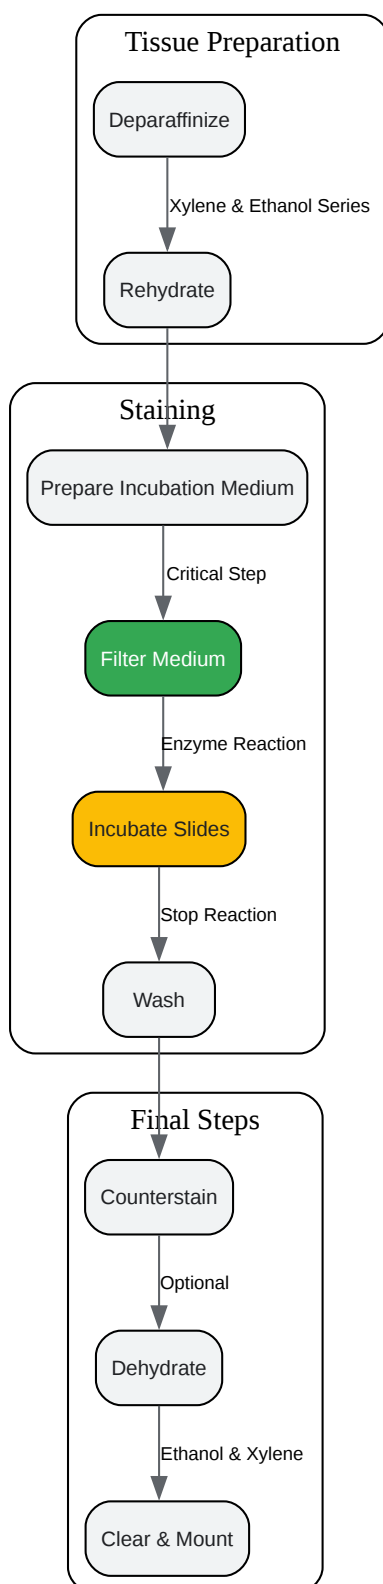 Tissue Preparation
Deparaffinize
Xylene & Ethanol Series
Rehydrate
Staining
Prepare Incubation Medium
Critical Step
Filter Medium
Enzyme Reaction
Incubate Slides
Stop Reaction
Wash
Final Steps
Counterstain
Optional
Dehydrate
Ethanol & Xylene
Clear & Mount